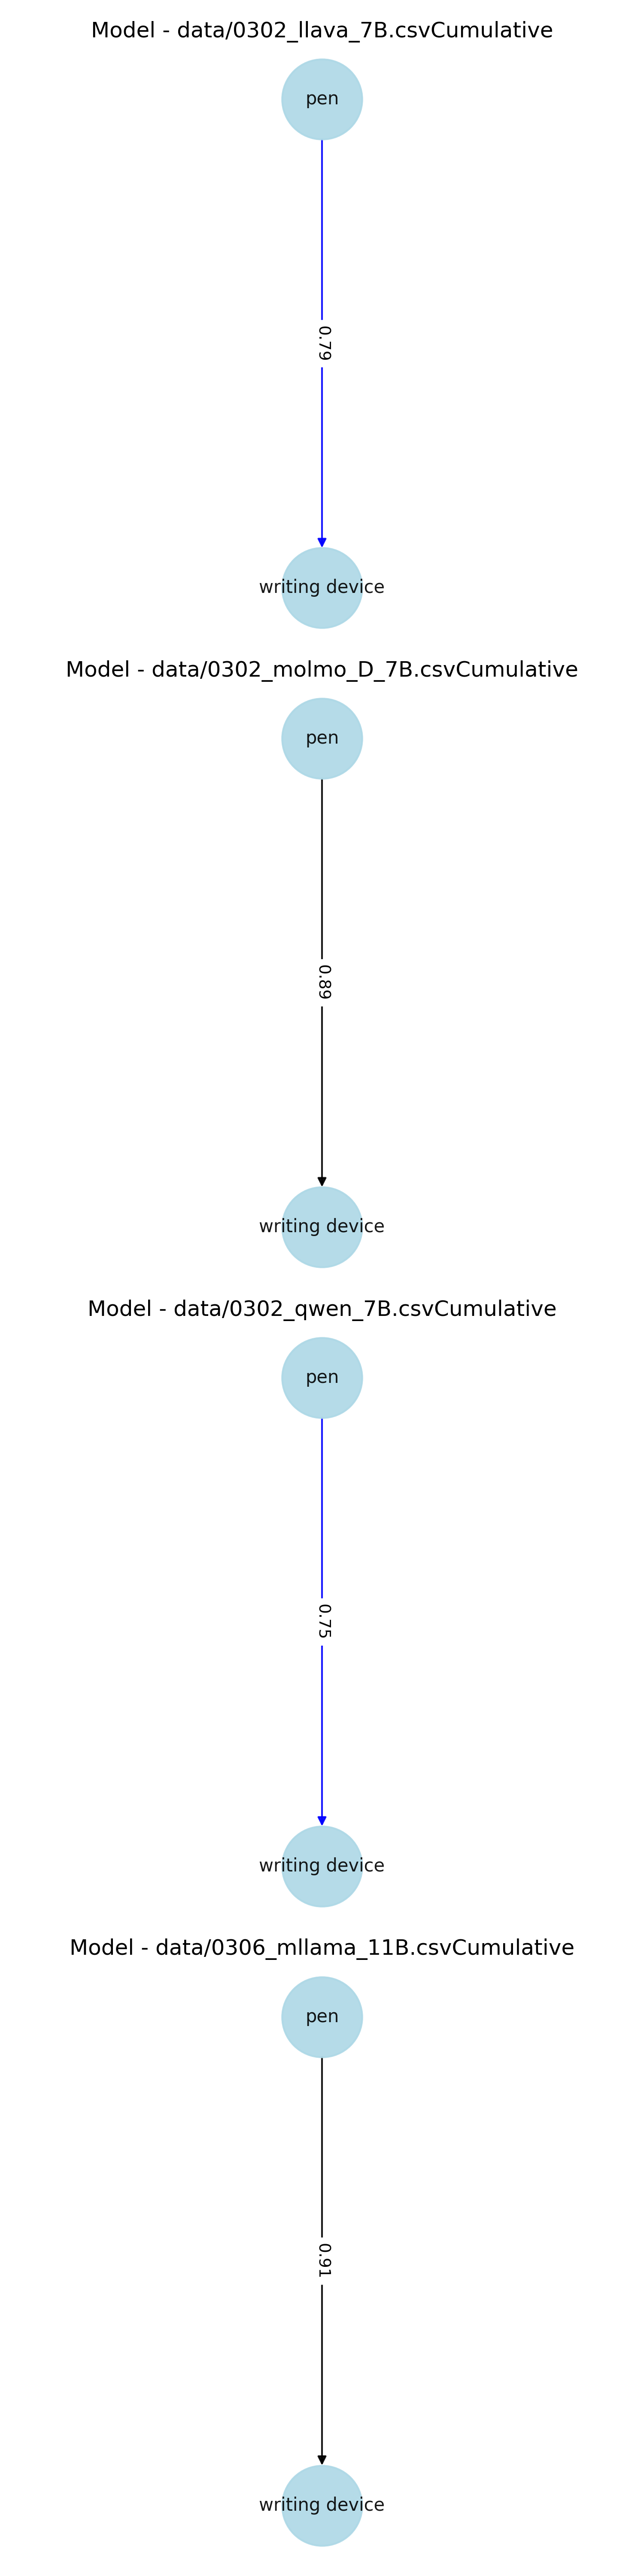 Model - data/0302_llava_7B.csvCumulative
pen
0.79
writing device
Model - data/0302_molmo_D_7B.csvCumulative
pen
0.89
writing device
Model - data/0302_qwen_7B.csvCumulative
pen
0.75
writing device
Model - data/0306_mllama_11B.csvCumulative
pen
0.91
writing device